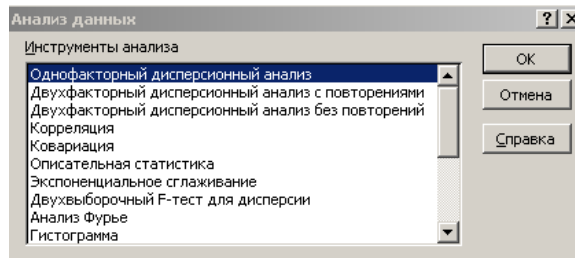 Анализ данных
Инструменты анализа
Однофакторный дисперсионный анализ
Двухфакторный дисперсионный анализ с повторениями
Двухфакторный дисперсионный анализ без повторений
Корреляция
Ковариация
Описательная статистика
Экспоненциальное сглаживание
Двухвыборочный F-тест для дисперсии
Анализ Фурье
Гистограмма
ОК
Отмена
Справка